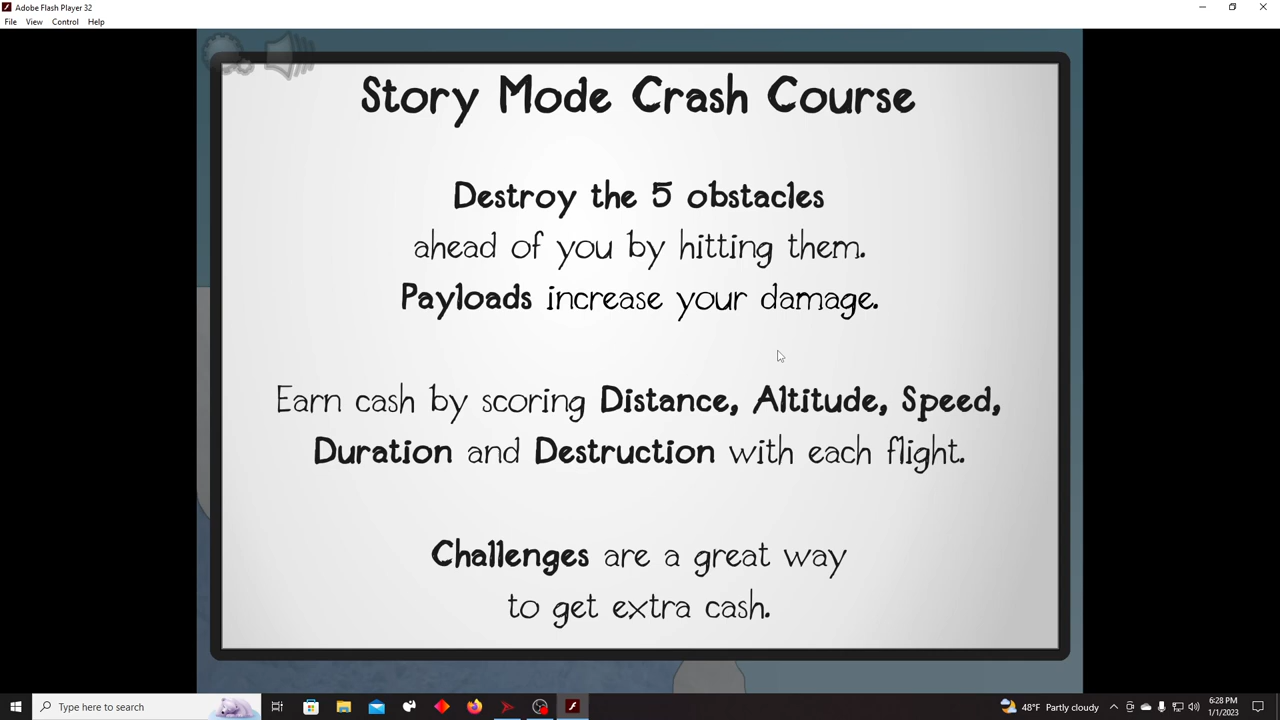 Adobe Flash Player 32
File View Control Help
Story Mode Crash Course
Destroy the 5 obstacles
ahead of you by hitting them.
Payloads increase your damage.
Earn cash by scoring Distance, Altitude, Speed,
Duration and Destruction with each flight.
Challenges are a great way
to get extra cash.
Type here to search
48°F Partly cloudy
6:28 PM
1/1/2023